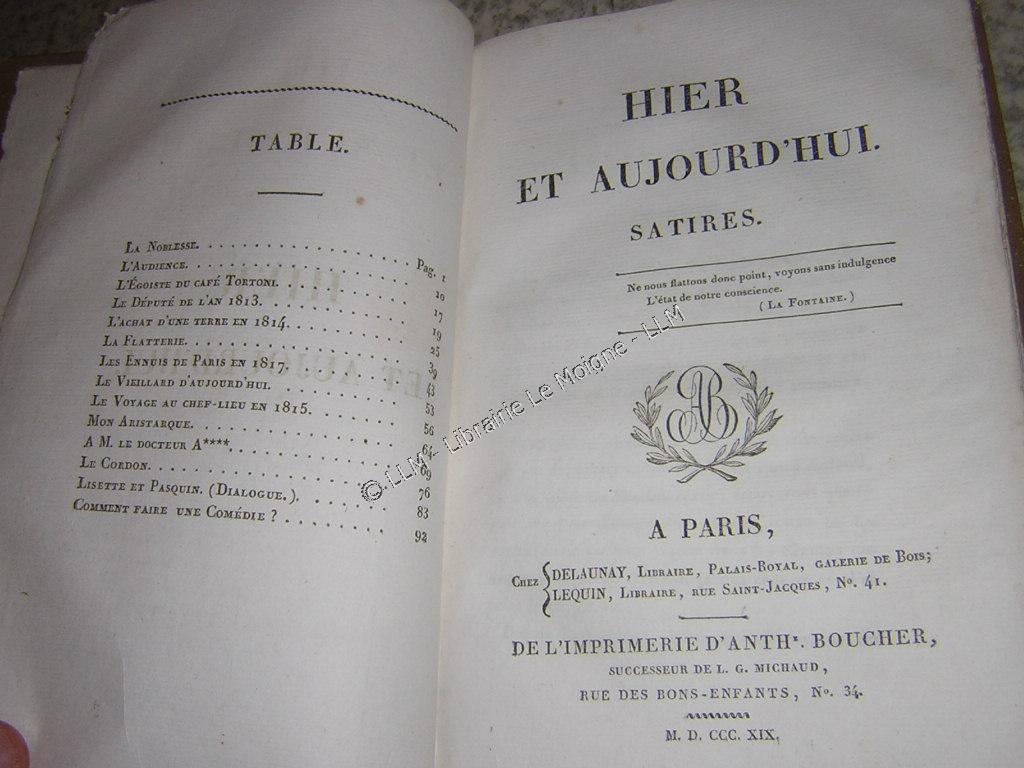 TABLE.
LA NOBLESSE. Pag. 1
L'AUDIENCE. 10
L'ÉGOISTE DU CAFÉ TORTONI. 17
LE DÉPUTÉ DE L'AN 1813. 19
L'ACHAT D'UNE TERRE EN 1814. 25
LA FLATTERIE. 39
LES ENNUIS DE PARIS EN 1817. 43
LE VIEILLARD D'AUJOURD'HUI. 53
LE VOYAGE AU CHEF-LIEU EN 1815. 56
MON ARISTARQUE. 64
A M. LE DOCTEUR A****. 69
LE CORDON. 76
LISETTE ET PASQUIN. (DIALOGUE.) 83
COMMENT FAIRE UNE COMÉDIE ? 92
HIER
ET AUJOURD'HUI.
SATIRES.
Ne nous flattons donc point, voyons sans indulgence
L'état de notre conscience.
(LA FONTAINE.)
AB
A PARIS,
CHEZ DELAUNAY, LIBRAIRE, PALAIS-ROYAL, GALERIE DE BOIS;
LEQUIN, LIBRAIRE, RUE SAINT-JACQUES, No. 41.
DE L'IMPRIMERIE D'ANTHe. BOUCHER,
SUCCESSEUR DE L. G. MICHAUD,
RUE DES BONS-ENFANTS, No. 34.
M. D. CCC. XIX.
© LLM - Librairie Le Moigne - LLM